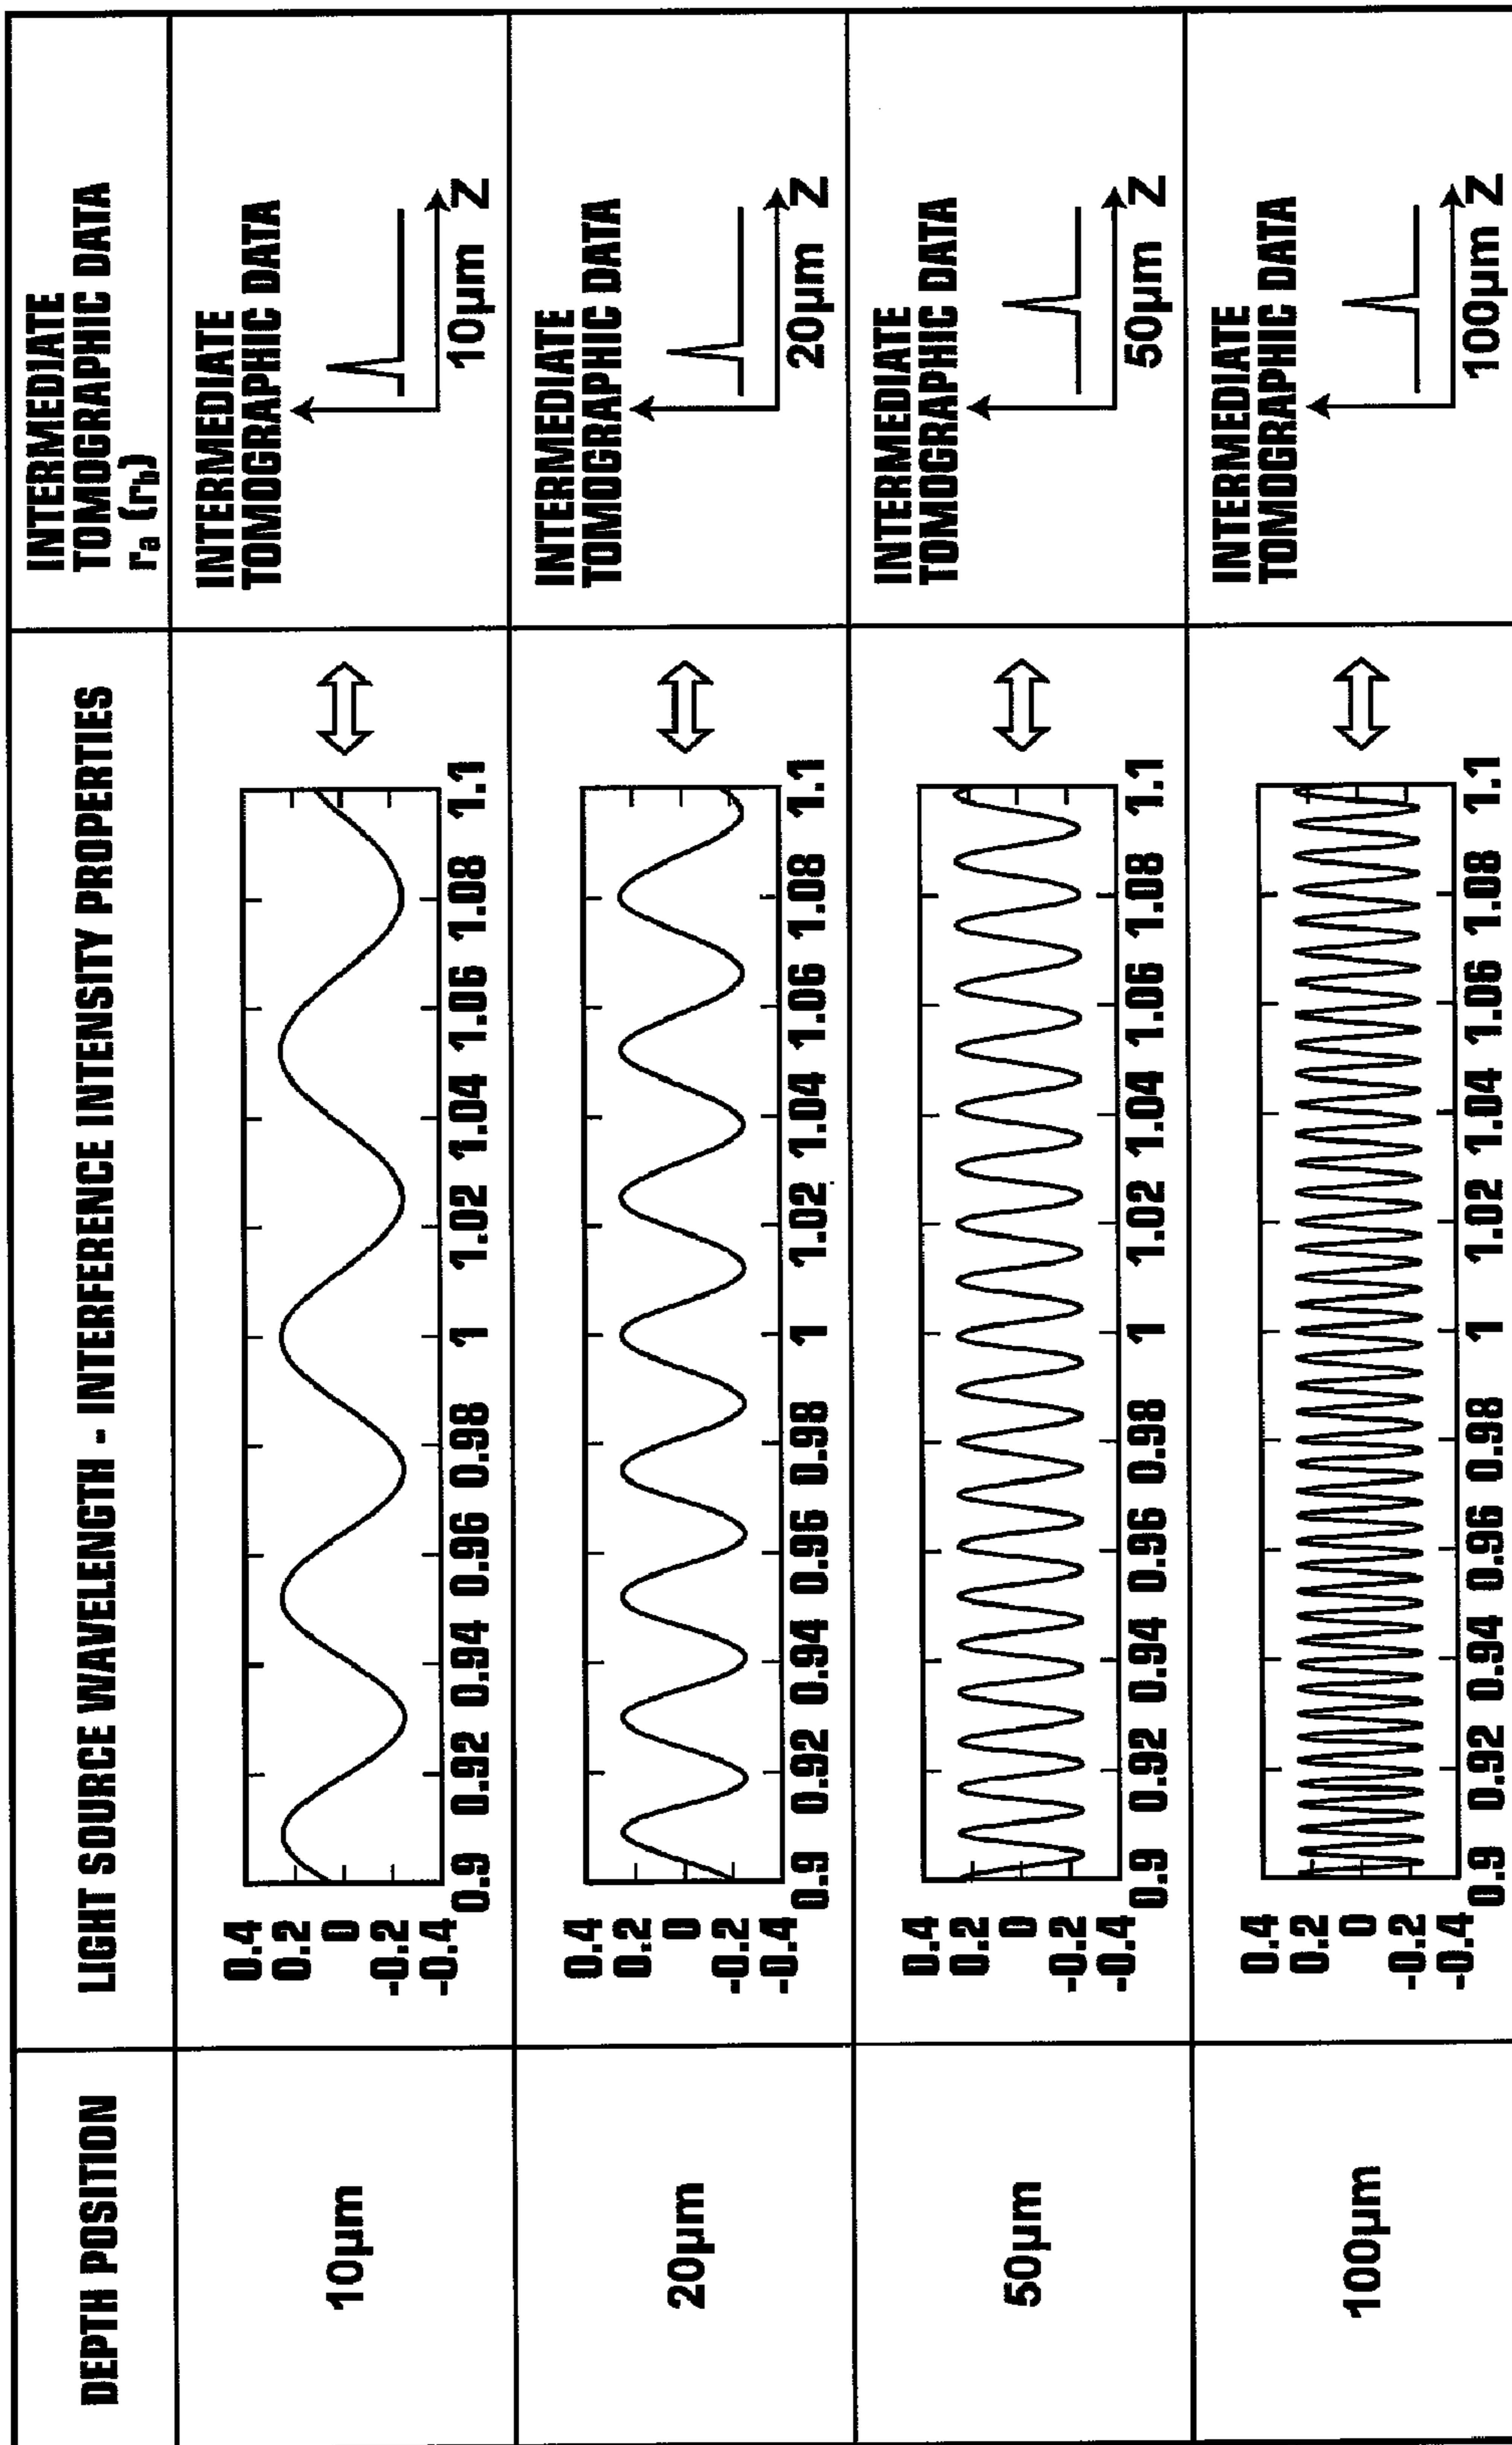 DEPTH POSITION
LIGHT SOURCE WAVELENGTH - INTERFERENCE INTENSITY PROPERTIES
INTERMEDIATE
TOMOGRAPHIC DATA
ra (rb)
10μm
0.4
0.2
0
-0.2
-0.4
0.9 0.92 0.94 0.96 0.98 1 1.02 1.04 1.06 1.08 1.1
INTERMEDIATE
TOMOGRAPHIC DATA
10μm Z
20μm
0.4
0.2
0
-0.2
-0.4
0.9 0.92 0.94 0.96 0.98 1 1.02 1.04 1.06 1.08 1.1
INTERMEDIATE
TOMOGRAPHIC DATA
20μm Z
50μm
0.4
0.2
0
-0.2
-0.4
0.9 0.92 0.94 0.96 0.98 1 1.02 1.04 1.06 1.08 1.1
INTERMEDIATE
TOMOGRAPHIC DATA
50μm Z
100μm
0.4
0.2
0
-0.2
-0.4
0.9 0.92 0.94 0.96 0.98 1 1.02 1.04 1.06 1.08 1.1
INTERMEDIATE
TOMOGRAPHIC DATA
100μm Z